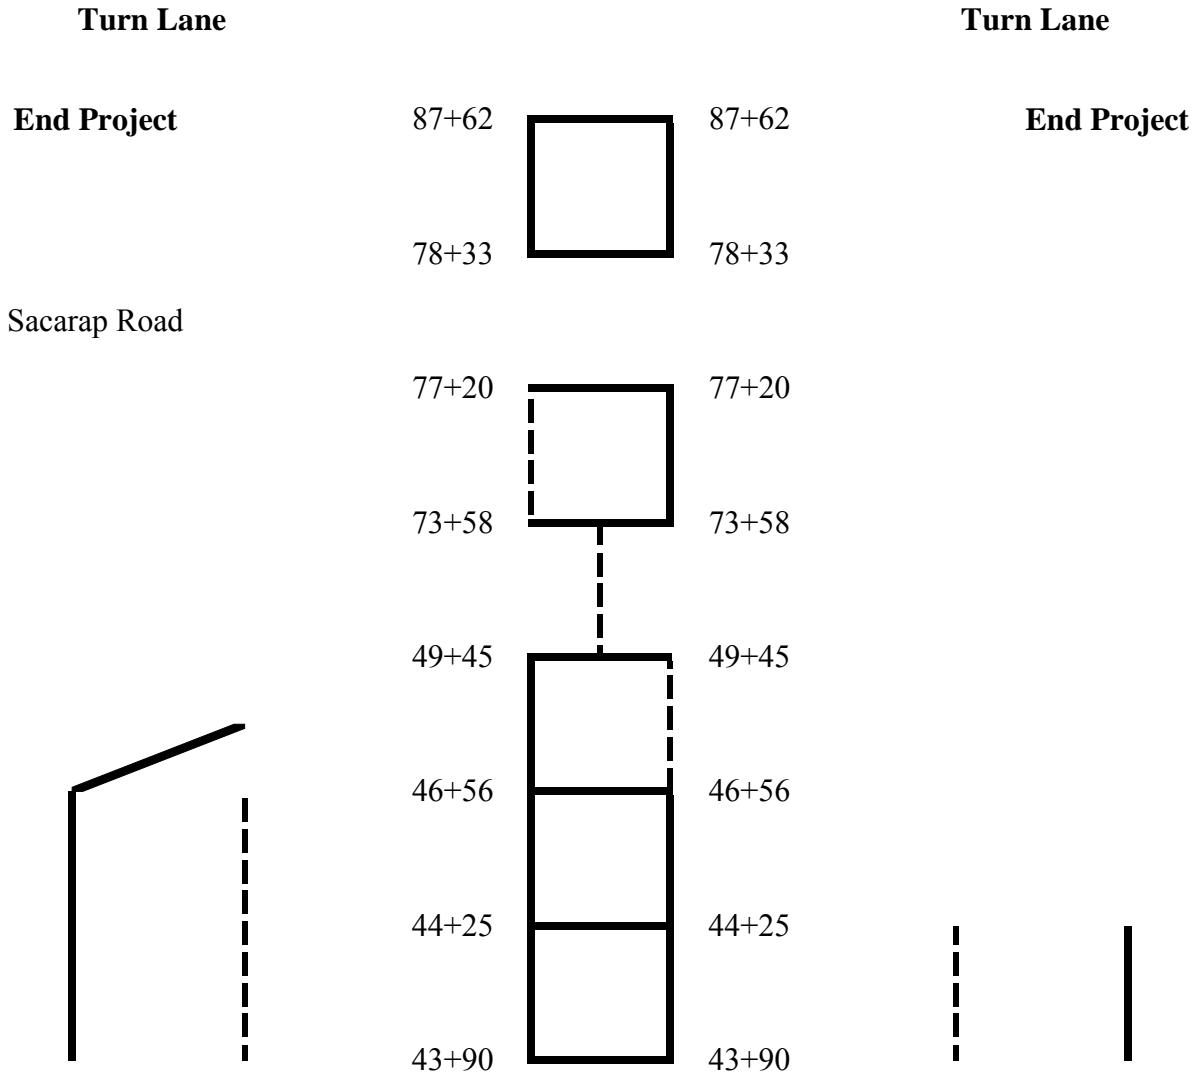 Turn Lane Turn Lane
End Project 87+62 87+62 End Project
78+33 78+33
Sacarap Road
77+20 77+20
73+58 73+58
49+45 49+45
46+56 46+56
44+25 44+25
43+90 43+90